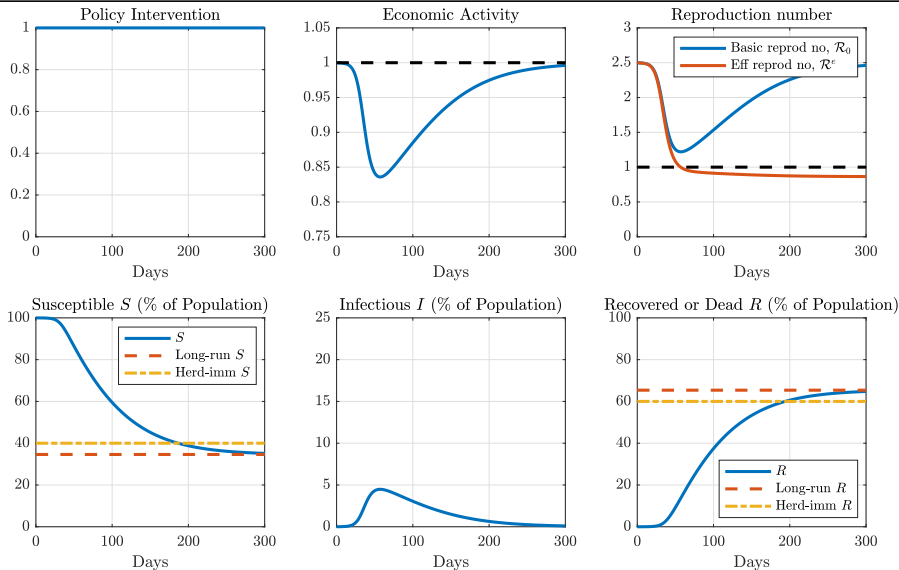 Policy Intervention
1
0.8
0.6
0.4
0.2
0
0 100 200 300
Days
Economic Activity
1.05
1
0.95
0.9
0.85
0.8
0.75
0 100 200 300
Days
Reproduction number
3
2.5
2
1.5
1
0.5
0
Basic reprod no, R₀
Eff reprod no, Rᵉ
0 100 200 300
Days
Susceptible S (% of Population)
100
80
60
40
20
0
S
Long-run S
Herd-imm S
0 100 200 300
Days
Infectious I (% of Population)
25
20
15
10
5
0
0 100 200 300
Days
Recovered or Dead R (% of Population)
100
80
60
40
20
0
R
Long-run R
Herd-imm R
0 100 200 300
Days